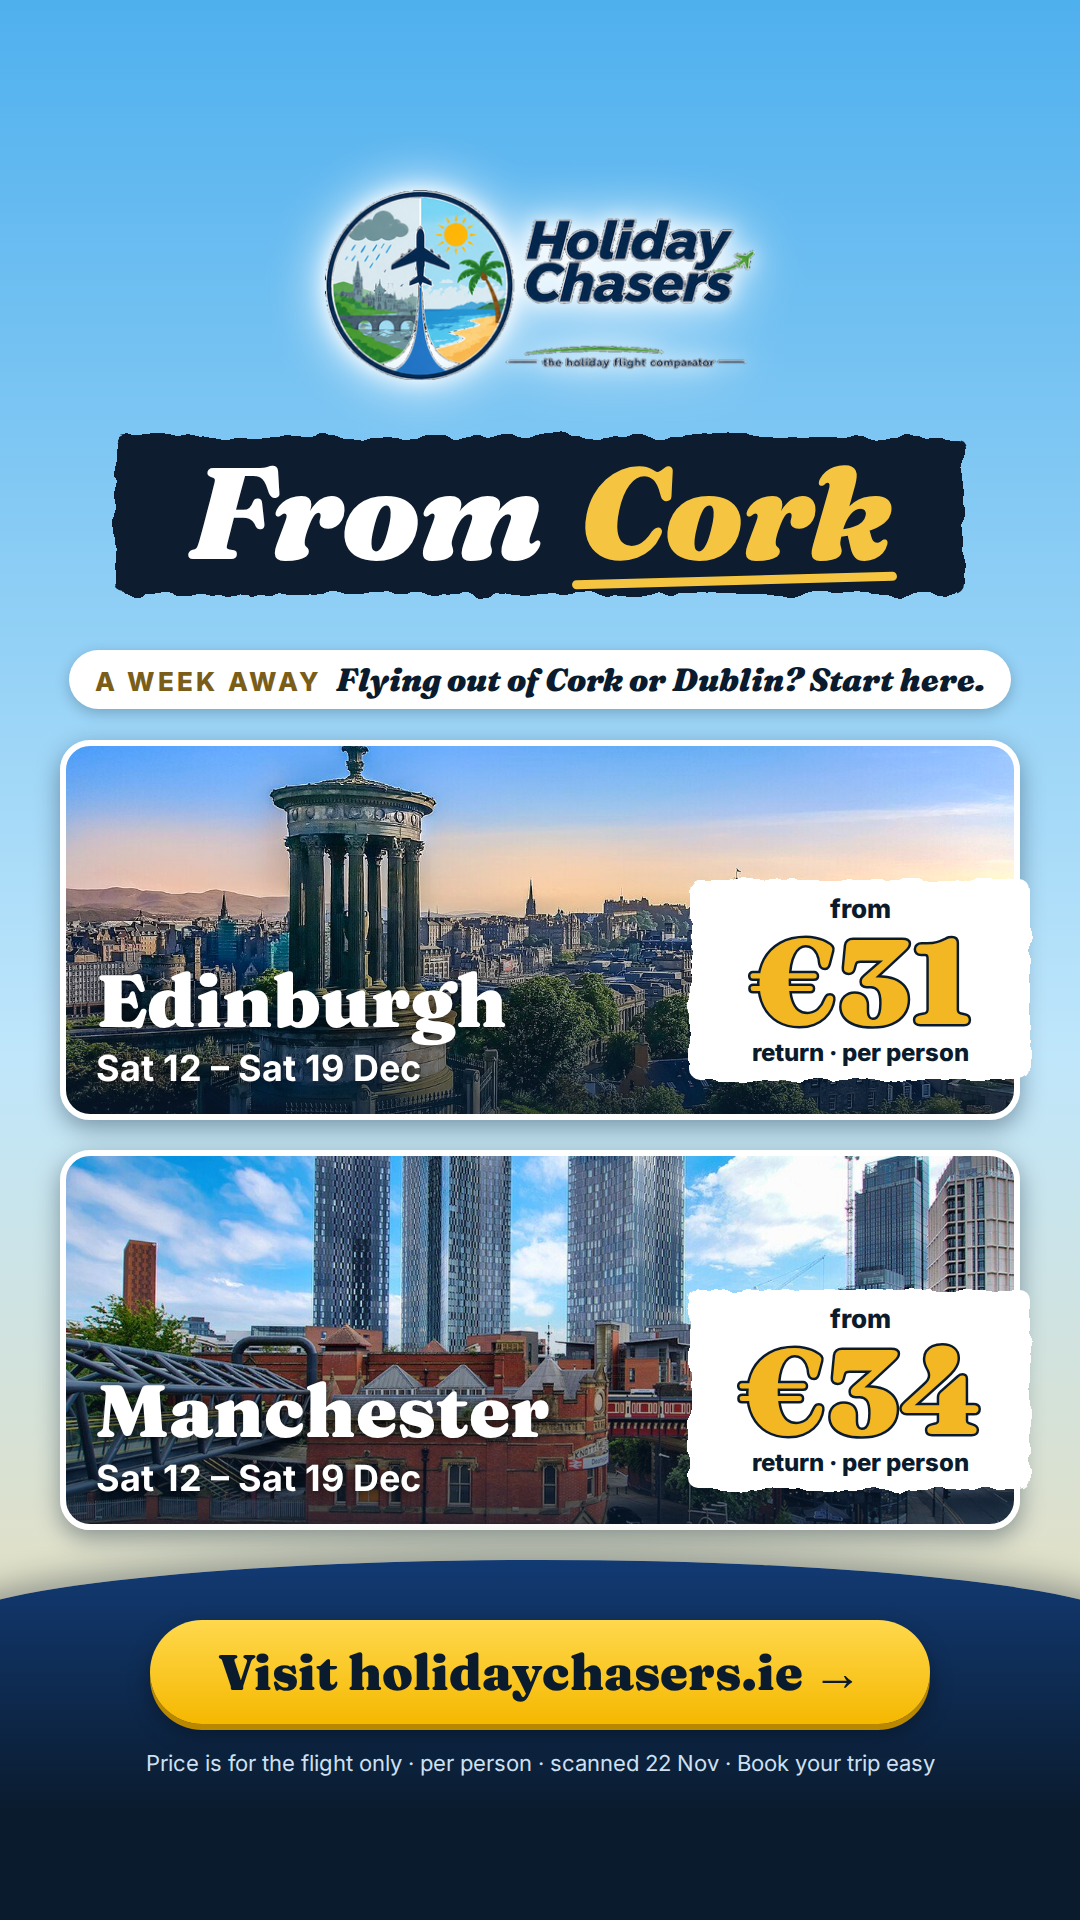 Holiday
Chasers
the holiday flight comparator
From Cork
A WEEK AWAY Flying out of Cork or Dublin? Start here.
Edinburgh
Sat 12 – Sat 19 Dec
from
€31
return · per person
Manchester
Sat 12 – Sat 19 Dec
from
€34
return · per person
Visit holidaychasers.ie →
Price is for the flight only · per person · scanned 22 Nov · Book your trip easy